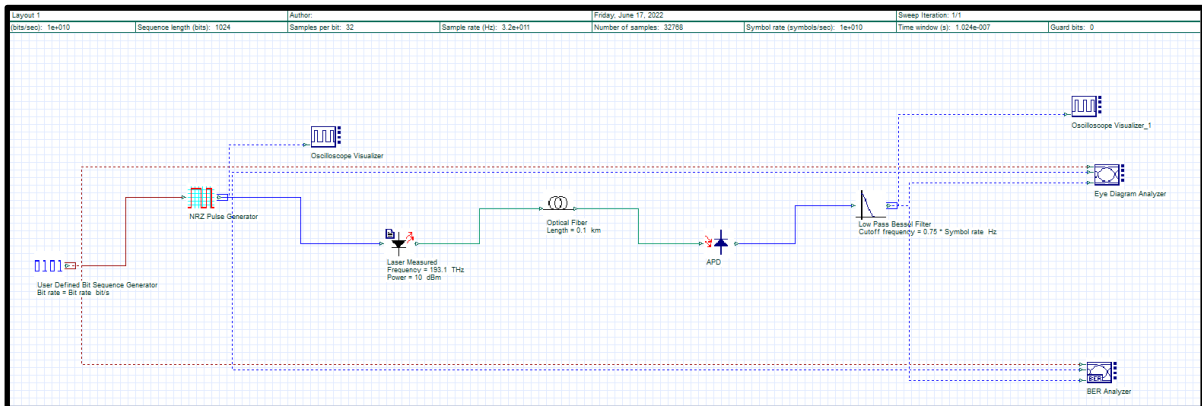 Layout 1
Author:
Friday, June 17, 2022
Sweep Iteration: 1/1
(bits/sec): 1e+010
Sequence length (bits): 1024
Samples per bit: 32
Sample rate (Hz): 3.2e+011
Number of samples: 32768
Symbol rate (symbols/sec): 1e+010
Time window (s): 1.024e-007
Guard bits: 0
Oscilloscope Visualizer_1
Oscilloscope Visualizer
Eye Diagram Analyzer
NRZ Pulse Generator
Optical Fiber
Length = 0.1 km
Low Pass Bessel Filter
Cutoff frequency = 0.75 * Symbol rate Hz
Laser Measured
Frequency = 193.1 THz
Power = 10 dBm
APD
User Defined Bit Sequence Generator
Bit rate = Bit rate bit/s
BER
BER Analyzer